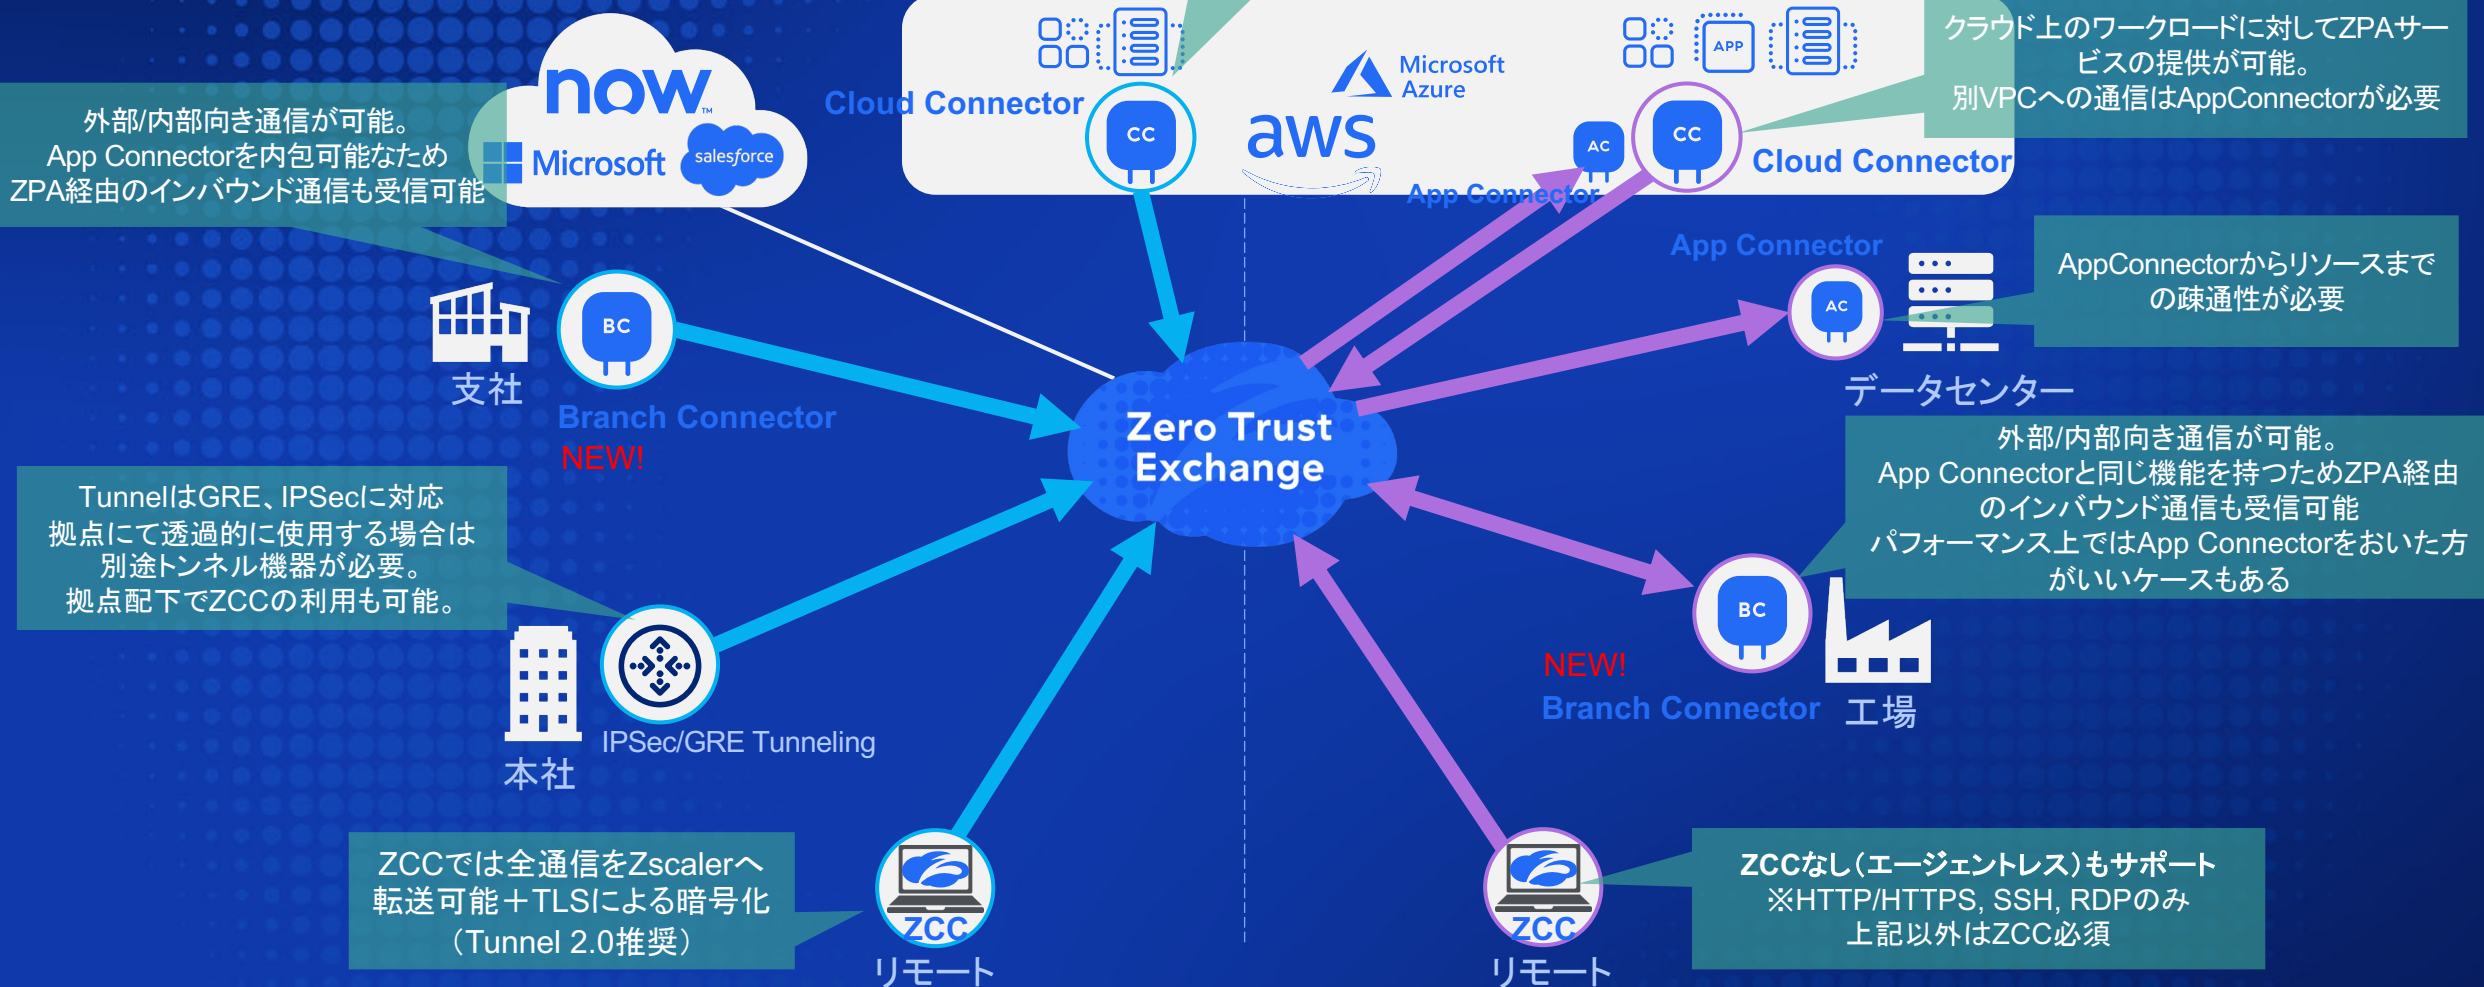 now™
Microsoft
salesforce
外部/内部向き通信が可能。
App Connectorを内包可能なため
ZPA経由のインバウンド通信も受信可能
Cloud Connector
CC
Microsoft
Azure
aws
APP
AC
App Connector
CC
Cloud Connector
クラウド上のワークロードに対してZPAサー
ビスの提供が可能。
別VPCへの通信はAppConnectorが必要
BC
支社
Branch Connector
NEW!
App Connector
AC
データセンター
AppConnectorからリソースまで
の疎通性が必要
Zero Trust
Exchange
TunnelはGRE、IPSecに対応
拠点にて透過的に使用する場合は
別途トンネル機器が必要。
拠点配下でZCCの利用も可能。
本社
IPSec/GRE Tunneling
外部/内部向き通信が可能。
App Connectorと同じ機能を持つためZPA経由
のインバウンド通信も受信可能
パフォーマンス上ではApp Connectorをおいた方
がいいケースもある
BC
NEW!
Branch Connector
工場
ZCCでは全通信をZscalerへ
転送可能＋TLSによる暗号化
（Tunnel 2.0推奨）
ZCC
リモート
ZCC
リモート
ZCCなし（エージェントレス）もサポート
※HTTP/HTTPS, SSH, RDPのみ
上記以外はZCC必須